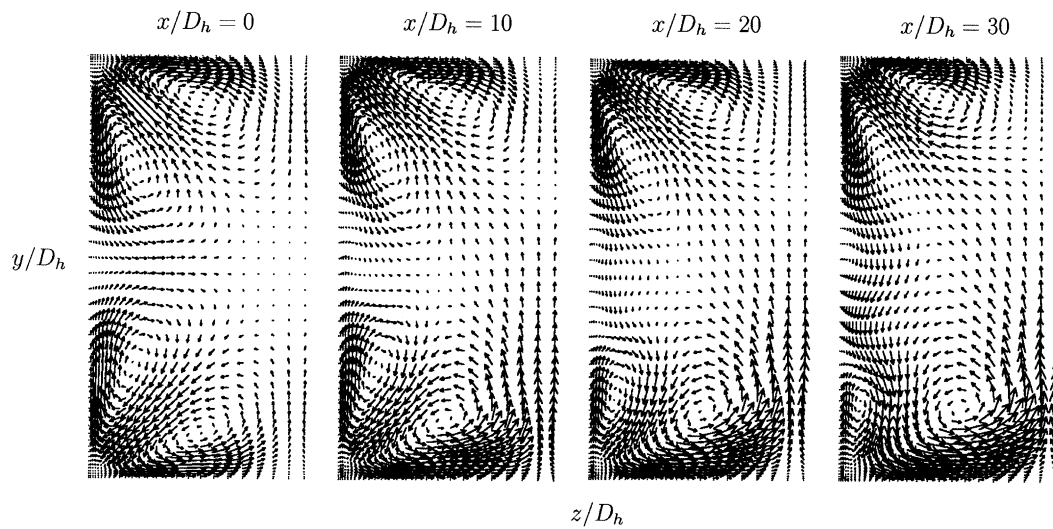 x/D_h = 0
x/D_h = 10
x/D_h = 20
x/D_h = 30
y/D_h
z/D_h